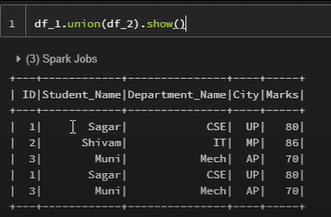 1 df_1.union(df_2).show()
(3) Spark Jobs
+---+------------+---------------+----+-----+
| ID|Student_Name|Department_Name|City|Marks|
+---+------------+---------------+----+-----+
|  1|       Sagar|            CSE|  UP|   80|
|  2|      Shivam|             IT|  MP|   86|
|  3|        Muni|           Mech|  AP|   70|
|  1|       Sagar|            CSE|  UP|   80|
|  3|        Muni|           Mech|  AP|   70|
+---+------------+---------------+----+-----+